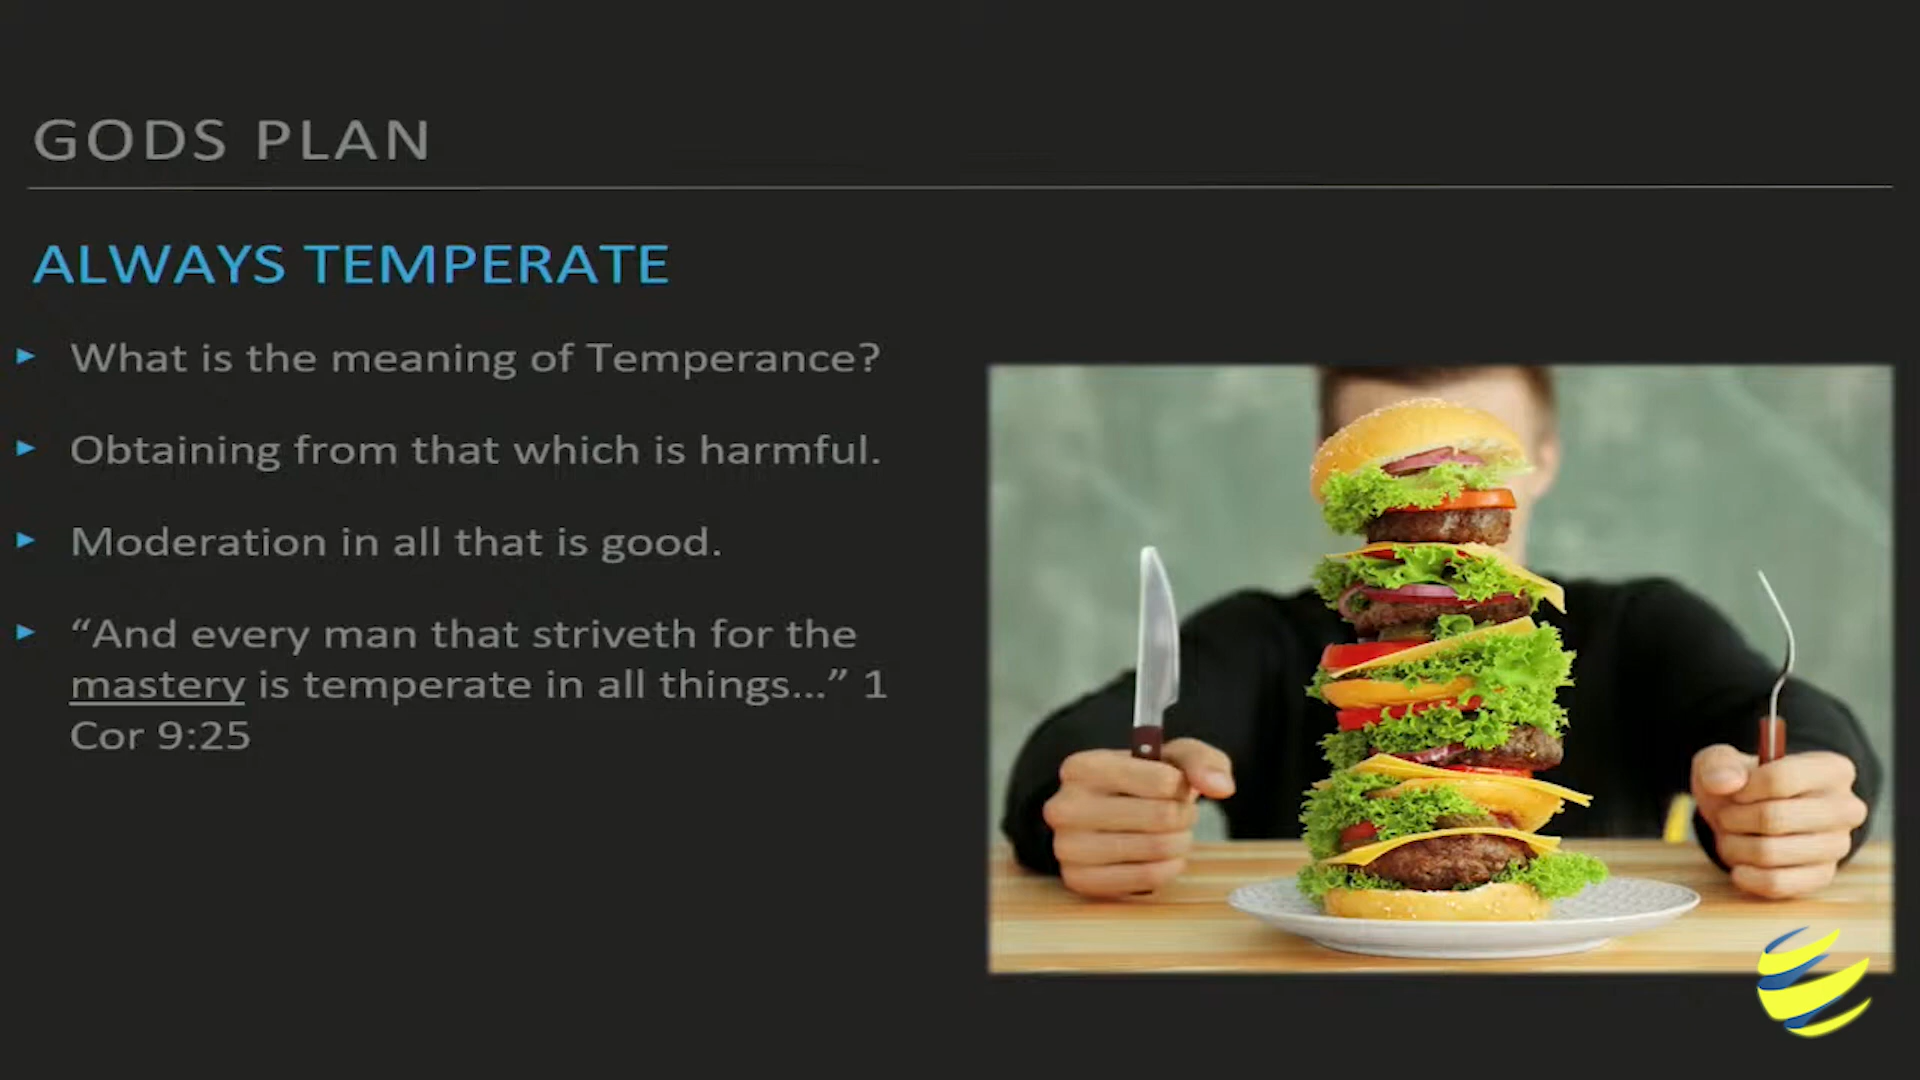 GODS PLAN
ALWAYS TEMPERATE
What is the meaning of Temperance?
Obtaining from that which is harmful.
Moderation in all that is good.
“And every man that striveth for the
mastery is temperate in all things...” 1
Cor 9:25